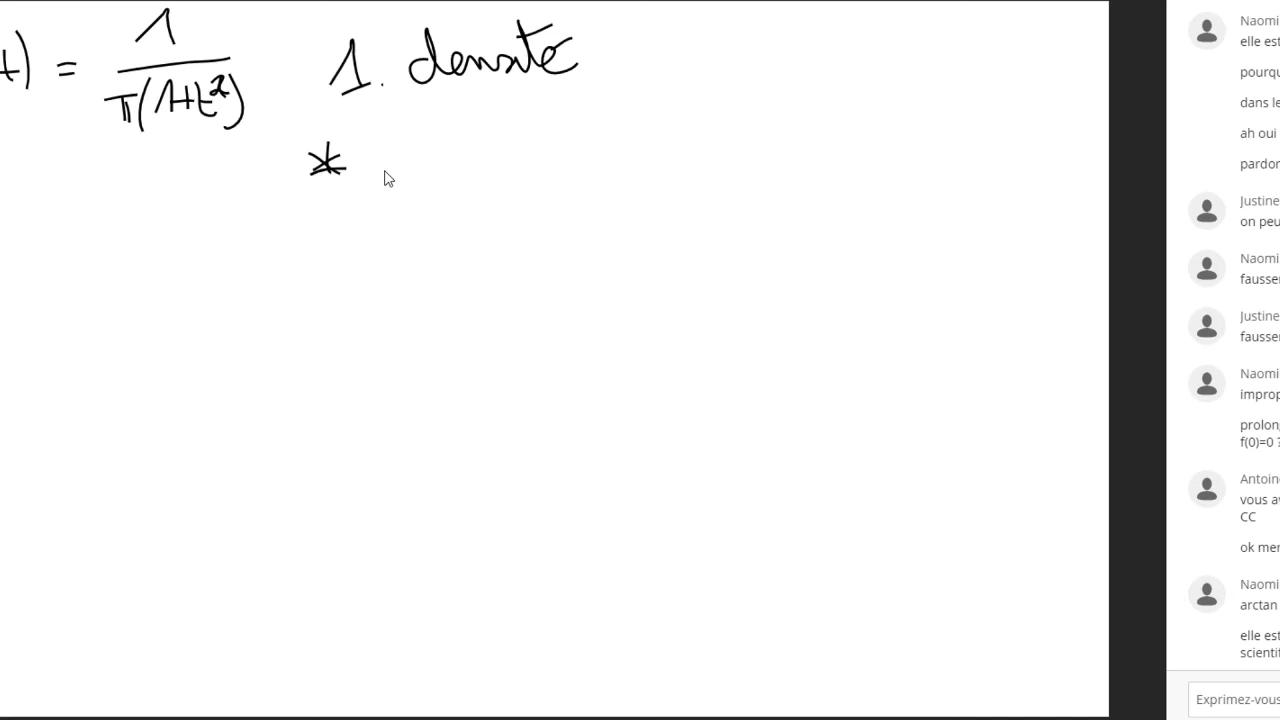 t) = 1 / π(1+t²) 1. densité
*
Naomi
elle est
pourqu
dans le
ah oui
pardon
Justine
on peu
Naomi
fausse
Justine
fausse
Naomi
improp
prolon
f(0)=0 ?
Antoin
vous a
CC
ok mer
Naomi
arctan
elle est
scientif
Exprimez-vous